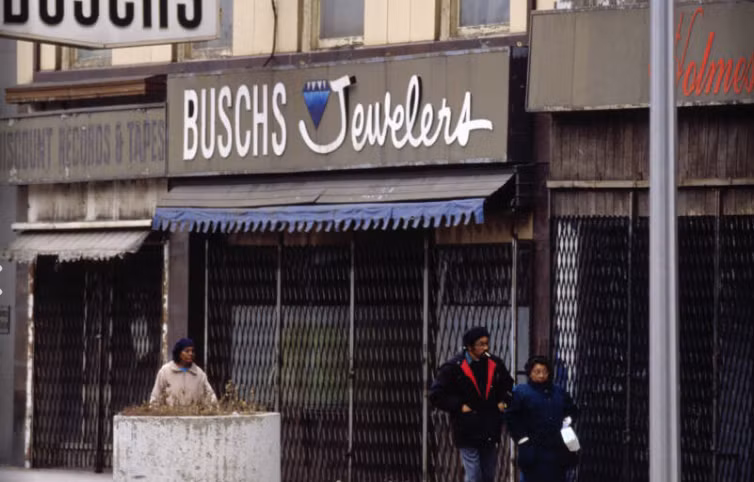 BUSCHS
DISCOUNT RECORDS & TAPES
BUSCHS Jewelers
Holmes